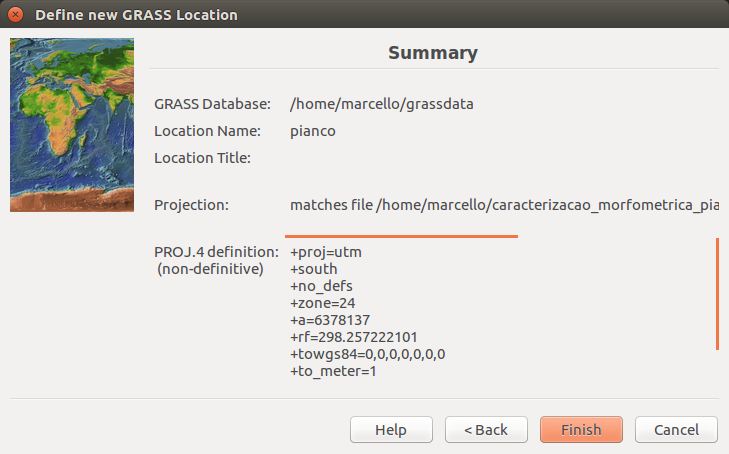 Define new GRASS Location
Summary
GRASS Database: /home/marcello/grassdata
Location Name: pianco
Location Title:
Projection: matches file /home/marcello/caracterizacao_morfometrica_pia
PROJ.4 definition: +proj=utm
(non-definitive) +south
+no_defs
+zone=24
+a=6378137
+rf=298.257222101
+towgs84=0,0,0,0,0,0,0
+to_meter=1
Help < Back Finish Cancel